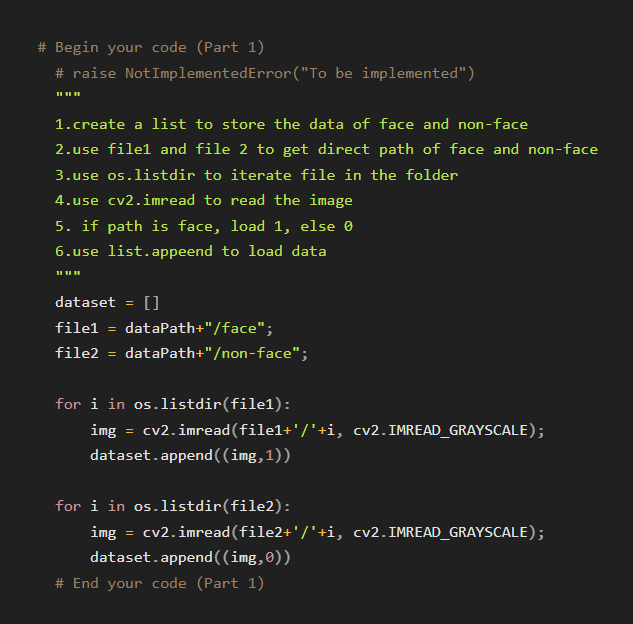 # Begin your code (Part 1)
# raise NotImplementedError("To be implemented")
"""
1.create a list to store the data of face and non-face
2.use file1 and file 2 to get direct path of face and non-face
3.use os.listdir to iterate file in the folder
4.use cv2.imread to read the image
5. if path is face, load 1, else 0
6.use list.appeend to load data
"""
dataset = []
file1 = dataPath+"/face";
file2 = dataPath+"/non-face";
for i in os.listdir(file1):
img = cv2.imread(file1+'/'+i, cv2.IMREAD_GRAYSCALE);
dataset.append((img,1))
for i in os.listdir(file2):
img = cv2.imread(file2+'/'+i, cv2.IMREAD_GRAYSCALE);
dataset.append((img,0))
# End your code (Part 1)